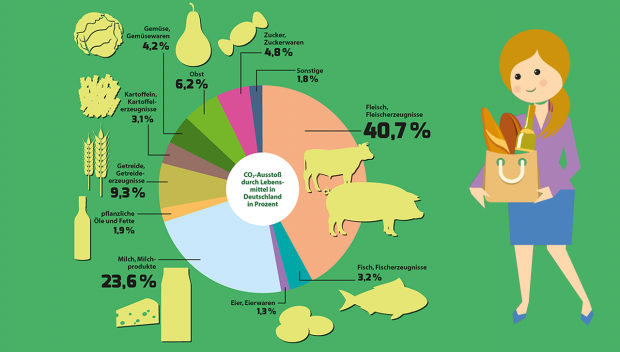 Gemüse,
Gemüsewaren
4,2 %
Zucker,
Zuckerwaren
4,8 %
Obst
6,2 %
Sonstige
1,8 %
Kartoffeln,
Kartoffel-
erzeugnisse
3,1 %
Fleisch,
Fleischerzeugnisse
40,7 %
CO₂-Ausstoß
durch Lebens-
mittel in
Deutschland
in Prozent
Getreide,
Getreide-
erzeugnisse
9,3 %
pflanzliche
Öle und Fette
1,9 %
Milch, Milch-
produkte
23,6 %
Fisch, Fischerzeugnisse
3,2 %
Eier, Eierwaren
1,3 %